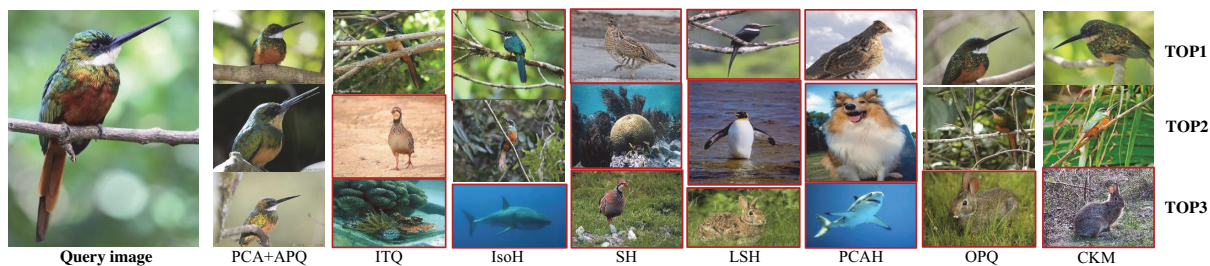 TOP1
TOP2
TOP3
Query image
PCA+APQ
ITQ
IsoH
SH
LSH
PCAH
OPQ
CKM